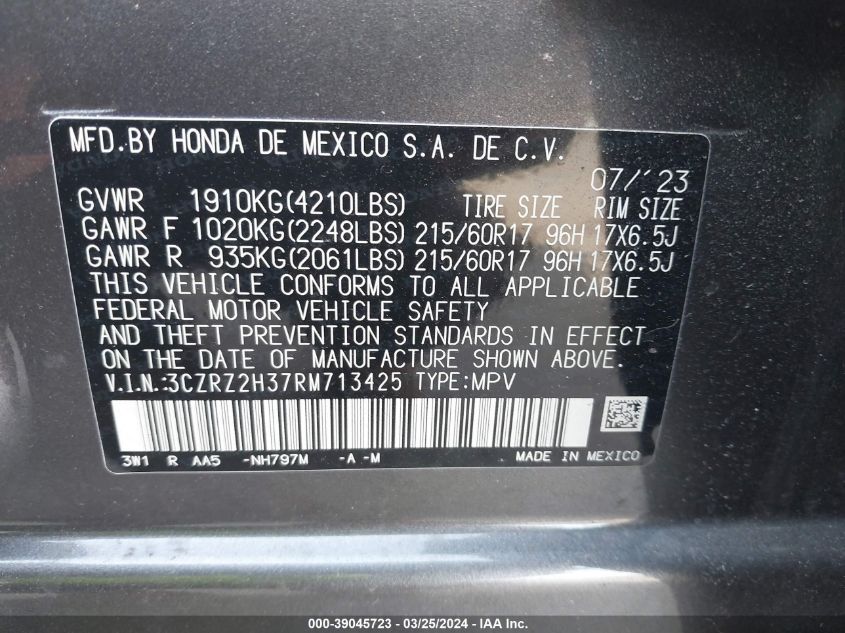 MFD.BY HONDA DE MEXICO S.A. DE C.V.
07/'23
GVWR 1910KG(4210LBS) TIRE SIZE RIM SIZE
GAWR F 1020KG(2248LBS) 215/60R17 96H 17X6.5J
GAWR R 935KG(2061LBS) 215/60R17 96H 17X6.5J
THIS VEHICLE CONFORMS TO ALL APPLICABLE
FEDERAL MOTOR VEHICLE SAFETY
AND THEFT PREVENTION STANDARDS IN EFFECT
ON THE DATE OF MANUFACTURE SHOWN ABOVE.
V.I.N.:3CZRZ2H37RM713425 TYPE:MPV
3W1 R AA5 -NH797M -A -M MADE IN MEXICO
000-39045723 - 03/25/2024 - IAA Inc.